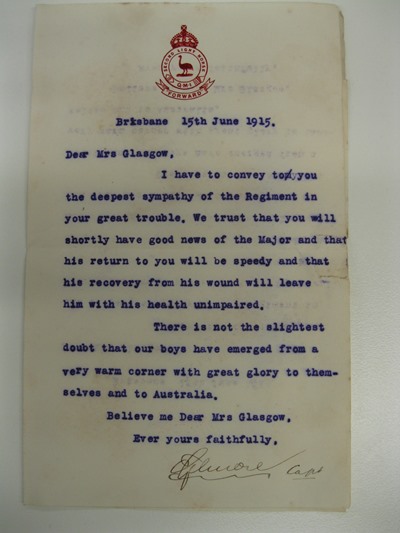 SECOND LIGHT HORSE
QMI
FORWARD
Brisbane 15th June 1915.
Dear Mrs Glasgow,
I have to convey to you
the deepest sympathy of the Regiment in
your great trouble. We trust that you will
shortly have good news of the Major and that
his return to you will be speedy and that
his recovery from his wound will leave
him with his health unimpaired.
There is not the slightest
doubt that our boys have emerged from a
very warm corner with great glory to them-
selves and to Australia.
Believe me Dear Mrs Glasgow.
Ever yours faithfully.
Capt